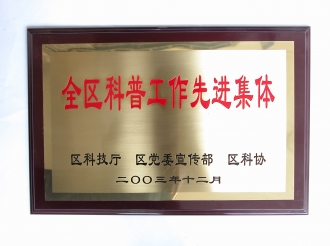 全区科普工作先进集体
区科技厅 区党委宣传部 区科协
二〇〇三年十二月